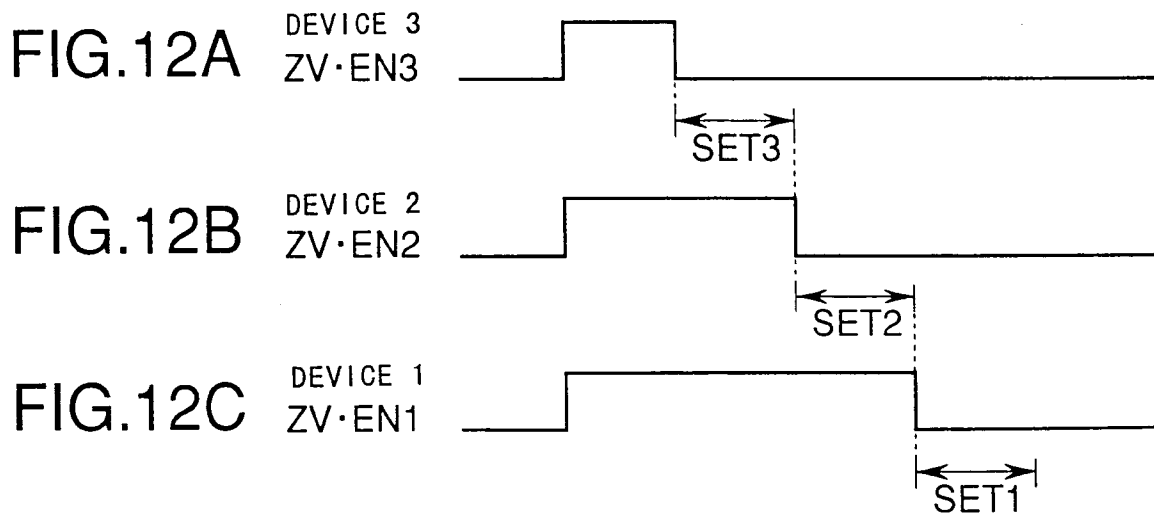 FIG.12A
DEVICE 3
ZV·EN3
SET3
FIG.12B
DEVICE 2
ZV·EN2
SET2
FIG.12C
DEVICE 1
ZV·EN1
SET1